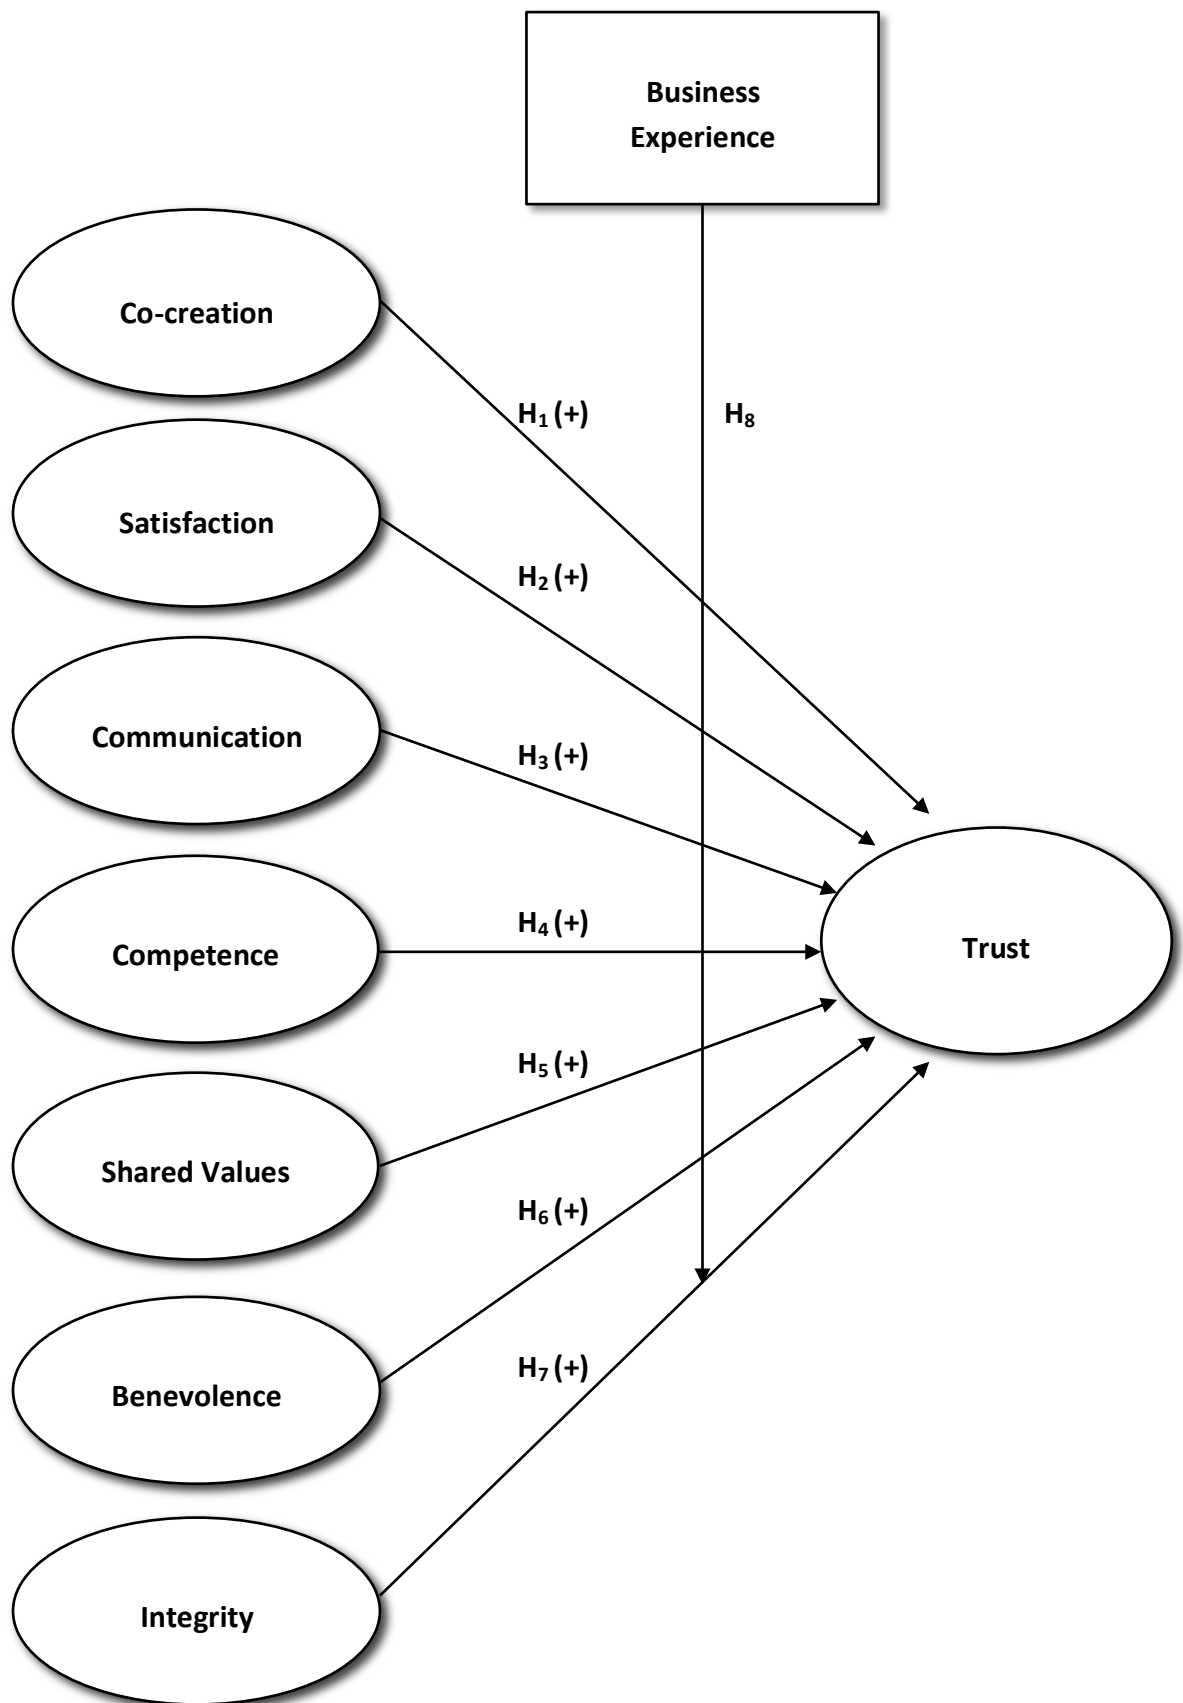 Business
Experience
Co-creation
H₁ (+)
H₈
Satisfaction
H₂ (+)
Communication
H₃ (+)
Competence
H₄ (+)
Trust
Shared Values
H₅ (+)
H₆ (+)
Benevolence
H₇ (+)
Integrity